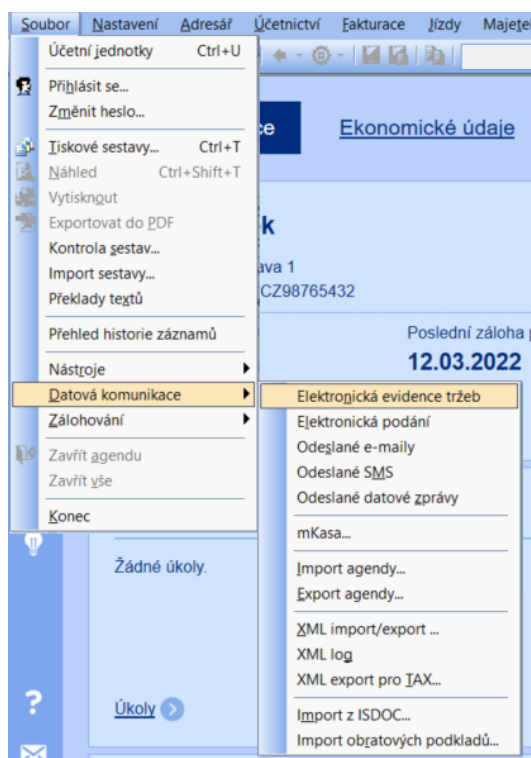 Soubor Nastavení Adresář Účetnictví Fakturace Jízdy
Účetní jednotky Ctrl+U
Přihlásit se...
Změnit heslo...
Tiskové sestavy... Ctrl+T
Náhled Ctrl+Shift+T
Vytisknout
Exportovat do PDF
Kontrola sestav...
Import sestavy...
Překlady textů
Přehled historie záznamů
Nástroje
Datová komunikace
Zálohování
Zavřít agendu
Zavřít vše
Konec
Ekonomické údaje
1
CZ98765432
Poslední záloha
12.03.2022
Elektronická evidence tržeb
Elektronická podání
Odeslané e-maily
Odeslané SMS
Odeslané datové zprávy
mKasa...
Import agendy...
Export agendy...
XML import/export ...
XML log
XML export pro TAX...
Import z ISDOC...
Import obratových podkladů...
Žádné úkoly.
Úkoly